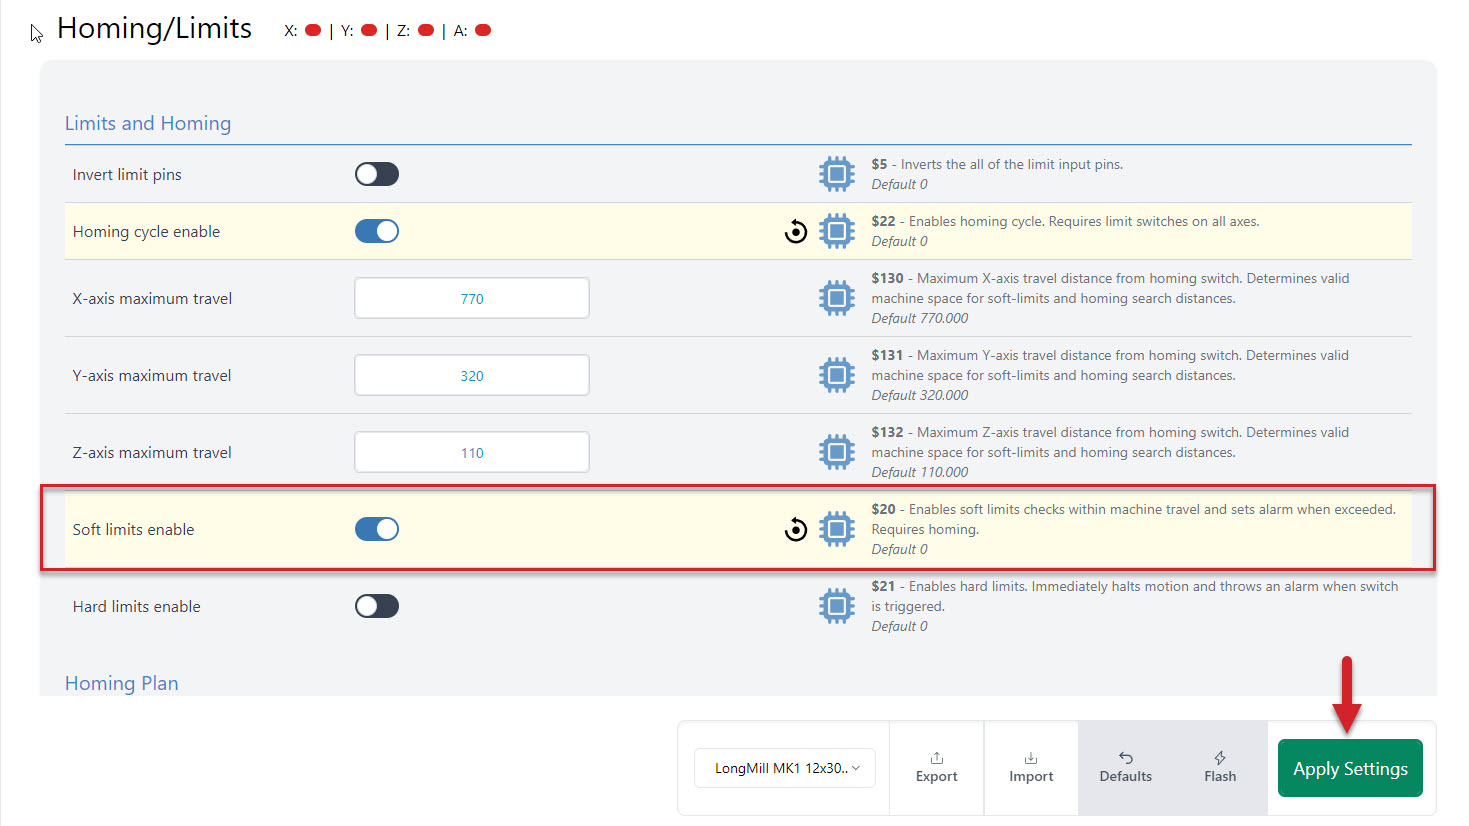 Homing/Limits X: | Y: | Z: | A:
Limits and Homing
Invert limit pins
$5 - Inverts the all of the limit input pins.
Default 0
Homing cycle enable
$22 - Enables homing cycle. Requires limit switches on all axes.
Default 0
X-axis maximum travel
770
$130 - Maximum X-axis travel distance from homing switch. Determines valid
machine space for soft-limits and homing search distances.
Default 770.000
Y-axis maximum travel
320
$131 - Maximum Y-axis travel distance from homing switch. Determines valid
machine space for soft-limits and homing search distances.
Default 320.000
Z-axis maximum travel
110
$132 - Maximum Z-axis travel distance from homing switch. Determines valid
machine space for soft-limits and homing search distances.
Default 110.000
Soft limits enable
$20 - Enables soft limits checks within machine travel and sets alarm when exceeded.
Requires homing.
Default 0
Hard limits enable
$21 - Enables hard limits. Immediately halts motion and throws an alarm when switch
is triggered.
Default 0
Homing Plan
LongMill MK1 12x30..
Export
Import
Defaults
Flash
Apply Settings